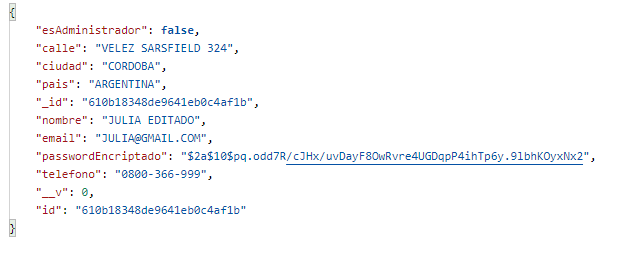 {
"esAdministrador": false,
"calle": "VELEZ SARSFIELD 324",
"ciudad": "CORDOBA",
"pais": "ARGENTINA",
"_id": "610b18348de9641eb0c4af1b",
"nombre": "JULIA EDITADO",
"email": "JULIA@GMAIL.COM",
"passwordEncriptado": "$2a$10$pq.odd7R/cJHx/uvDayF8OwRvre4UGDqpP4ihTp6y.9lbhKOyxNx2",
"telefono": "0800-366-999",
"__v": 0,
"id": "610b18348de9641eb0c4af1b"
}